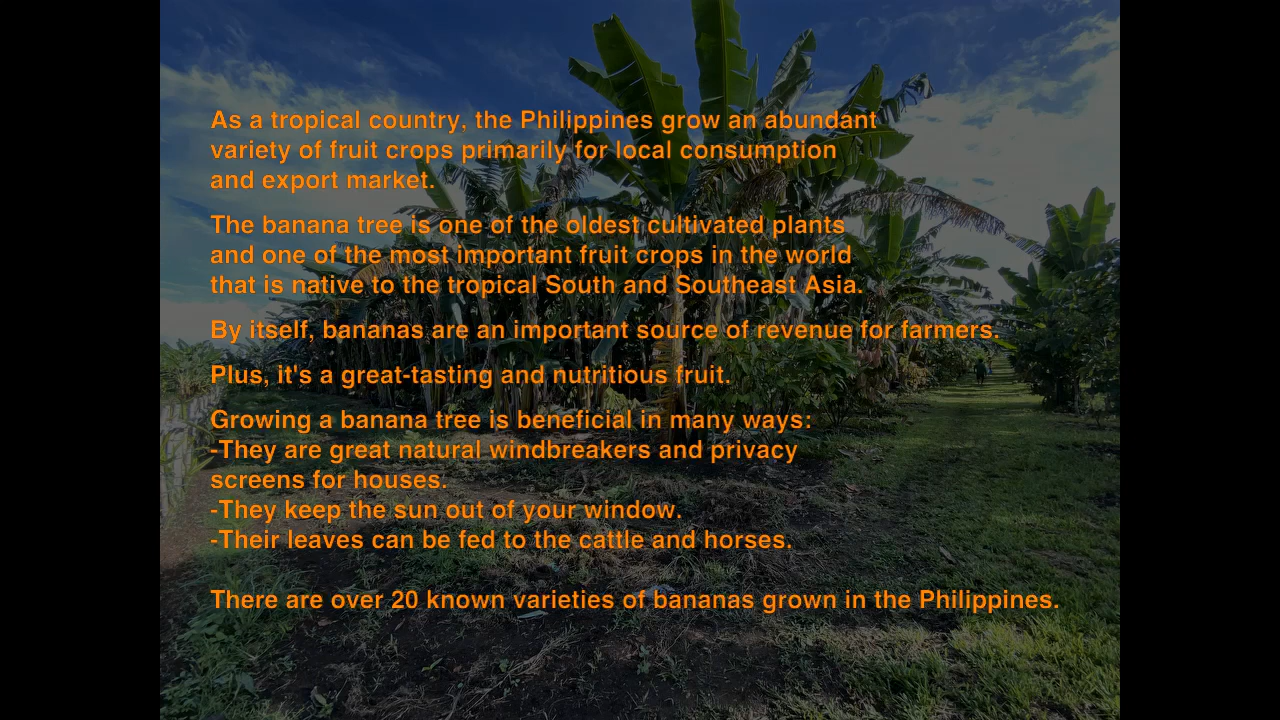 As a tropical country, the Philippines grow an abundant
variety of fruit crops primarily for local consumption
and export market.
The banana tree is one of the oldest cultivated plants
and one of the most important fruit crops in the world
that is native to the tropical South and Southeast Asia.
By itself, bananas are an important source of revenue for farmers.
Plus, it's a great-tasting and nutritious fruit.
Growing a banana tree is beneficial in many ways:
-They are great natural windbreakers and privacy
screens for houses.
-They keep the sun out of your window.
-Their leaves can be fed to the cattle and horses.
There are over 20 known varieties of bananas grown in the Philippines.